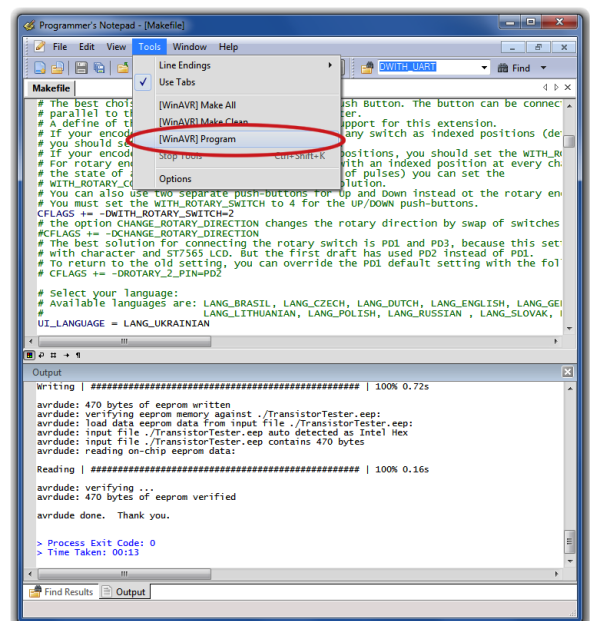 Programmer's Notepad - [Makefile]
File Edit View Tools Window Help
DWITH_UART Find
Line Endings
Use Tabs
[WinAVR] Make All
[WinAVR] Make Clean
[WinAVR] Program
Stop Tools Ctrl+Shift+K
Options
Makefile
# The best chois ush Button. The button can be connec
# parallel to th ter.
# A define of th upport for this extension.
# If your encode any switch as indexed positions (de
# you should se
# If your encode positions, you should set the WITH_R
# For rotary en with an indexed position at every ch
# the state of a of pulses) you can set the
# WITH_ROTARY_CO olution.
# You can also use two separate push-buttons for Up and Down instead ot the rotary en
# You must set the WITH_ROTARY_SWITCH to 4 for the UP/DOWN push-buttons.
CFLAGS += -DWITH_ROTARY_SWITCH=2
# the option CHANGE_ROTARY_DIRECTION changes the rotary direction by swap of switches
#CFLAGS += -DCHANGE_ROTARY_DIRECTION
# The best solution for connecting the rotary switch is PD1 and PD3, because this set
# with character and ST7565 LCD. But the first draft has used PD2 instead of PD1.
# To return to the old setting, you can override the PD1 default setting with the fol
# CFLAGS += -DROTARY_2_PIN=PD2
# Select your language:
# Available languages are: LANG_BRASIL, LANG_CZECH, LANG_DUTCH, LANG_ENGLISH, LANG_GE
# LANG_LITHUANIAN, LANG_POLISH, LANG_RUSSIAN , LANG_SLOVAK,
UI_LANGUAGE = LANG_UKRAINIAN
Output
Writing | ################################################## | 100% 0.72s
avrdude: 470 bytes of eeprom written
avrdude: verifying eeprom memory against ./TransistorTester.eep:
avrdude: load data eeprom data from input file ./TransistorTester.eep:
avrdude: input file ./TransistorTester.eep auto detected as Intel Hex
avrdude: input file ./TransistorTester.eep contains 470 bytes
avrdude: reading on-chip eeprom data:
Reading | ################################################## | 100% 0.16s
avrdude: verifying ...
avrdude: 470 bytes of eeprom verified
avrdude done.  Thank you.
> Process Exit Code: 0
> Time Taken: 00:13
Find Results Output